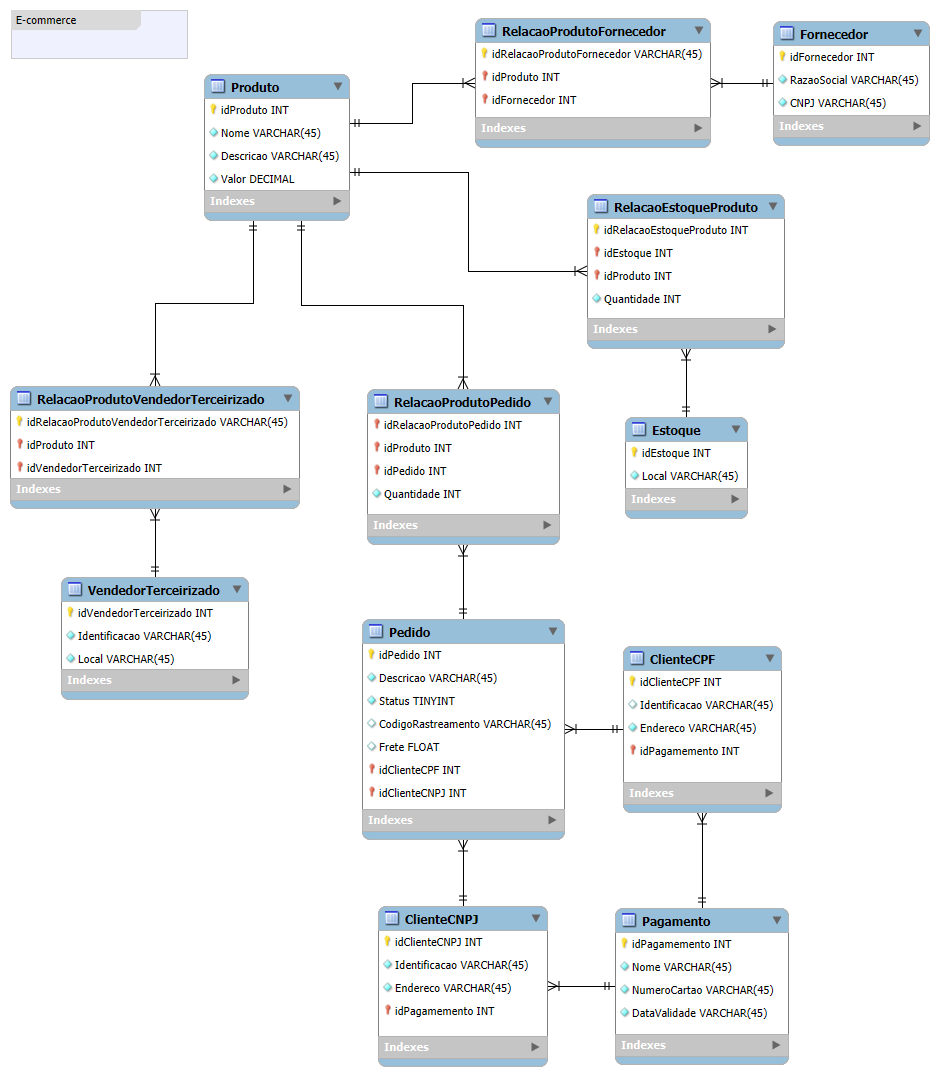 E-commerce
RelacaoProdutoFornecedor
idRelacaoProdutoFornecedor VARCHAR(45)
idProduto INT
idFornecedor INT
Indexes
Fornecedor
idFornecedor INT
RazaoSocial VARCHAR(45)
CNPJ VARCHAR(45)
Indexes
Produto
idProduto INT
Nome VARCHAR(45)
Descricao VARCHAR(45)
Valor DECIMAL
Indexes
RelacaoEstoqueProduto
idRelacaoEstoqueProduto INT
idEstoque INT
idProduto INT
Quantidade INT
Indexes
RelacaoProdutoVendedorTerceirizado
idRelacaoProdutoVendedorTerceirizado VARCHAR(45)
idProduto INT
idVendedorTerceirizado INT
Indexes
RelacaoProdutoPedido
idRelacaoProdutoPedido INT
idProduto INT
idPedido INT
Quantidade INT
Indexes
Estoque
idEstoque INT
Local VARCHAR(45)
Indexes
VendedorTerceirizado
idVendedorTerceirizado INT
Identificacao VARCHAR(45)
Local VARCHAR(45)
Indexes
Pedido
idPedido INT
Descricao VARCHAR(45)
Status TINYINT
CodigoRastreamento VARCHAR(45)
Frete FLOAT
idClienteCPF INT
idClienteCNPJ INT
Indexes
ClienteCPF
idClienteCPF INT
Identificacao VARCHAR(45)
Endereco VARCHAR(45)
idPagamemento INT
Indexes
ClienteCNPJ
idClienteCNPJ INT
Identificacao VARCHAR(45)
Endereco VARCHAR(45)
idPagamemento INT
Indexes
Pagamento
idPagamemento INT
Nome VARCHAR(45)
NumeroCartao VARCHAR(45)
DataValidade VARCHAR(45)
Indexes